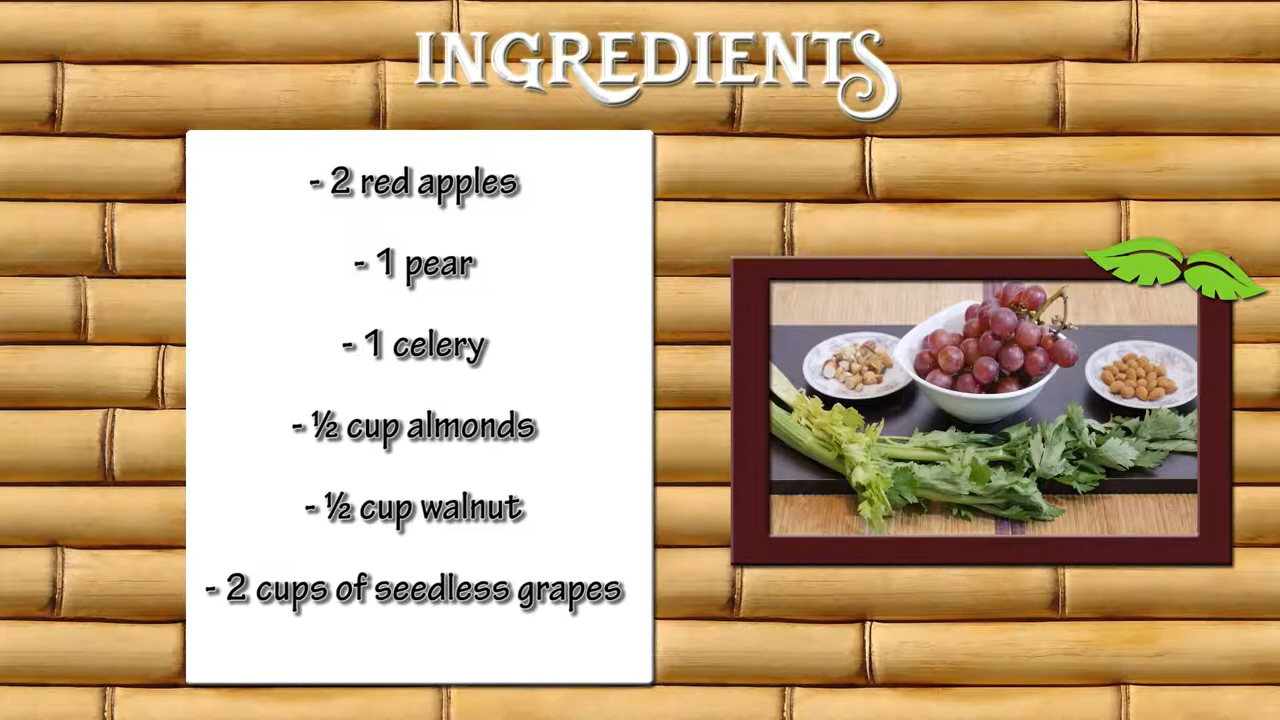 INGREDIENTS
- 2 red apples
- 1 pear
- 1 celery
- ½ cup almonds
- ½ cup walnut
- 2 cups of seedless grapes